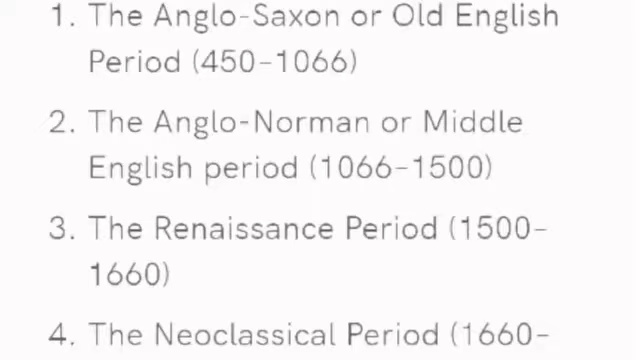 1. The Anglo-Saxon or Old English
Period (450–1066)
2. The Anglo-Norman or Middle
English period (1066–1500)
3. The Renaissance Period (1500–
1660)
4. The Neoclassical Period (1660–